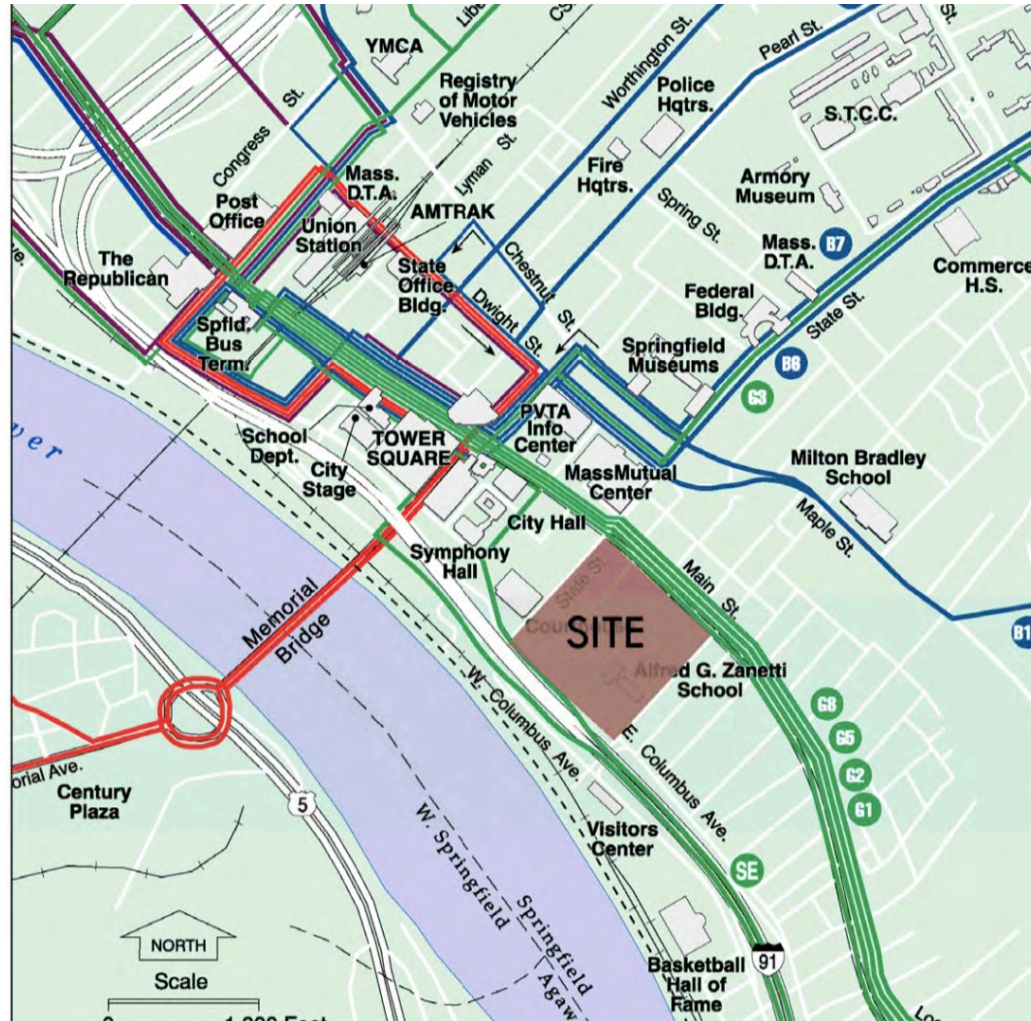 YMCA
Registry
of Motor
Vehicles
Worthington St.
Pearl St.
St.
Police
Hqtrs.
S.T.C.C.
Congress
St.
Lyman St.
Fire
Hqtrs.
Armory
Museum
Mass.
D.T.A.
Post
Office
Union
Station
AMTRAK
Spring St.
Mass.
D.T.A.
B7
The
Republican
State
Office
Bldg.
Chestnut St.
Federal
Bldg.
State St.
Commerce
H.S.
Spfld.
Bus
Term.
Dwight St.
Springfield
Museums
B6
G3
School
Dept.
City
Stage
TOWER
SQUARE
PVTA
Info
Center
MassMutual
Center
Milton Bradley
School
Maple St.
City Hall
Symphony
Hall
Main St.
State St.
SITE
B1
Memorial
Bridge
Alfred G. Zanetti
School
W. Columbus Ave.
E. Columbus Ave.
G8
G5
G2
G1
Century
Plaza
5
Visitors
Center
SE
W. Springfield
Springfield
Agaw
NORTH
Scale
91
Basketball
Hall of
Fame